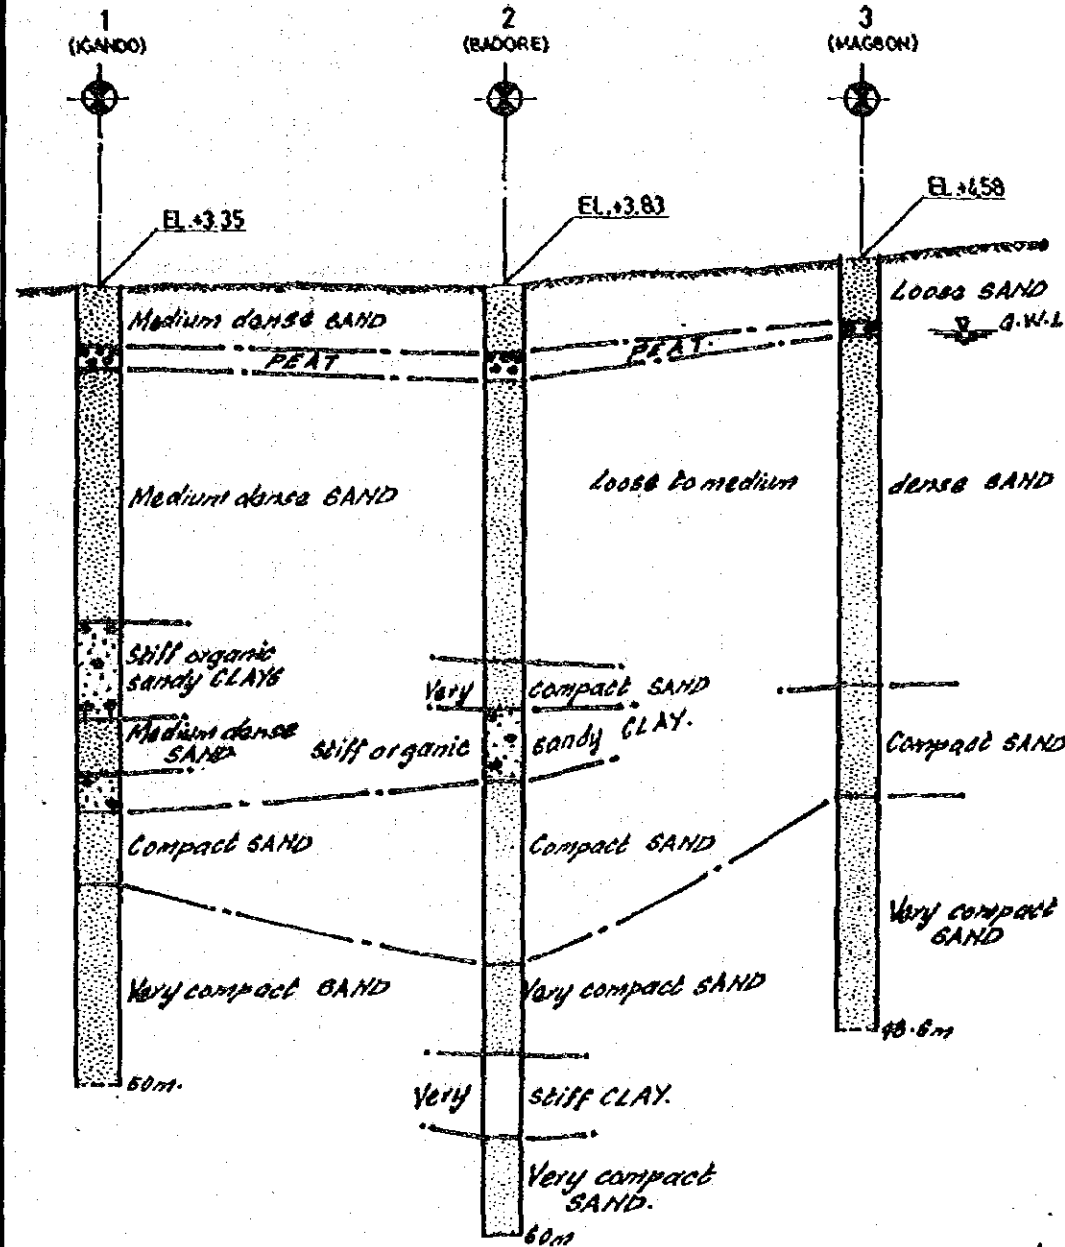 1
(IGANDO)
2
(BADORE)
3
(MAGBON)
EL.+3.35
EL.+3.83
EL.+4.58
Medium dense SAND
PEAT
PEAT.
Loose SAND
G.W.L
Medium dense SAND
Loose to medium dense SAND
Stiff organic
sandy CLAYS
Very compact SAND
Medium dense
SAND
Stiff organic sandy CLAY.
Compact SAND
Compact SAND
Compact SAND
Very compact
SAND
Very compact SAND
Very compact SAND
48.6m
50m.
Very stiff CLAY.
Very compact
SAND.
60m